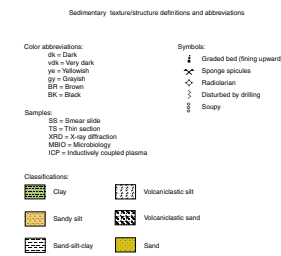 Sedimentary texture/structure definitions and abbreviations
Color abbreviations:
dk = Dark
vdk = Very dark
ye = Yellowish
gy = Grayish
BR = Brown
BK = Black
Samples:
SS = Smear slide
TS = Thin section
XRD = X-ray diffraction
MBIO = Microbiology
ICP = Inductively coupled plasma
Symbols:
Graded bed (fining upward
Sponge spicules
Radiolarian
Disturbed by drilling
Soupy
Classifications:
Clay
Volcaniclastic silt
Sandy silt
Volcaniclastic sand
Sand-silt-clay
Sand